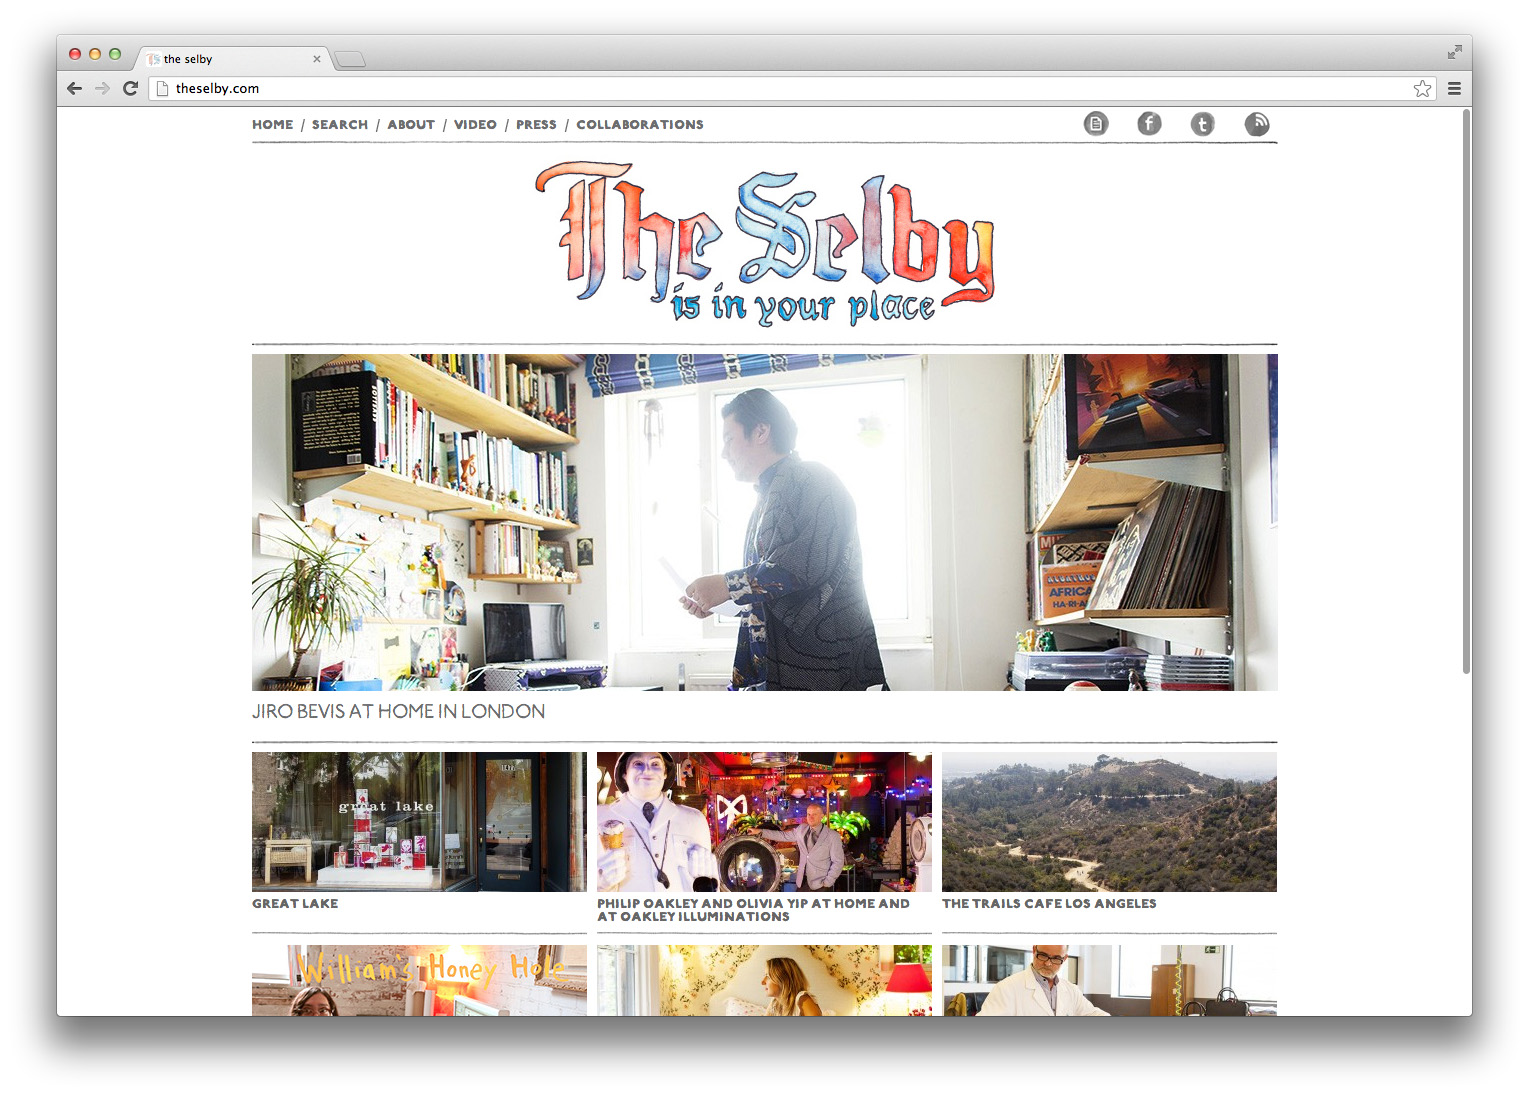 the selby
theselby.com
HOME / SEARCH / ABOUT / VIDEO / PRESS / COLLABORATIONS
The Selby
is in your place
JIRO BEVIS AT HOME IN LONDON
great lake
GREAT LAKE
PHILIP OAKLEY AND OLIVIA YIP AT HOME AND
AT OAKLEY ILLUMINATIONS
THE TRAILS CAFE LOS ANGELES
William's Honey Hole